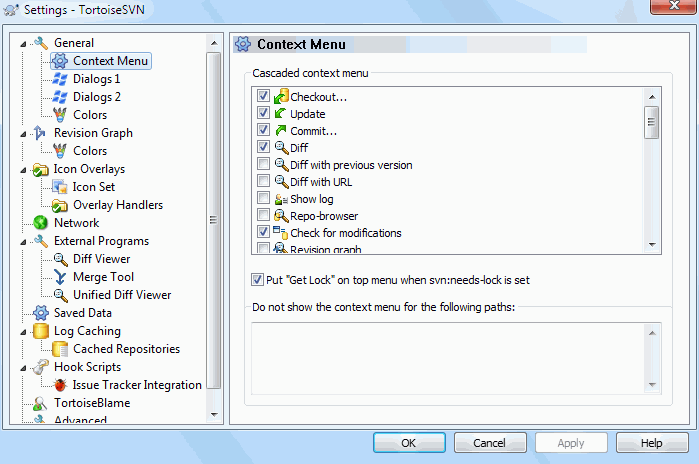 Settings - TortoiseSVN
General
Context Menu
Dialogs 1
Dialogs 2
Colors
Revision Graph
Colors
Icon Overlays
Icon Set
Overlay Handlers
Network
External Programs
Diff Viewer
Merge Tool
Unified Diff Viewer
Saved Data
Log Caching
Cached Repositories
Hook Scripts
Issue Tracker Integration
TortoiseBlame
Advanced
Context Menu
Cascaded context menu
Checkout...
Update
Commit...
Diff
Diff with previous version
Diff with URL
Show log
Repo-browser
Check for modifications
Revision graph
Put "Get Lock" on top menu when svn:needs-lock is set
Do not show the context menu for the following paths:
OK
Cancel
Apply
Help